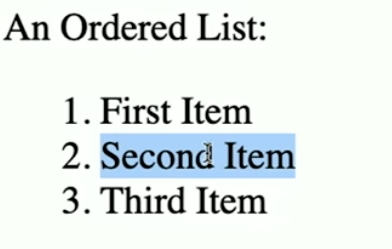 An Ordered List:
1. First Item
2. Second Item
3. Third Item